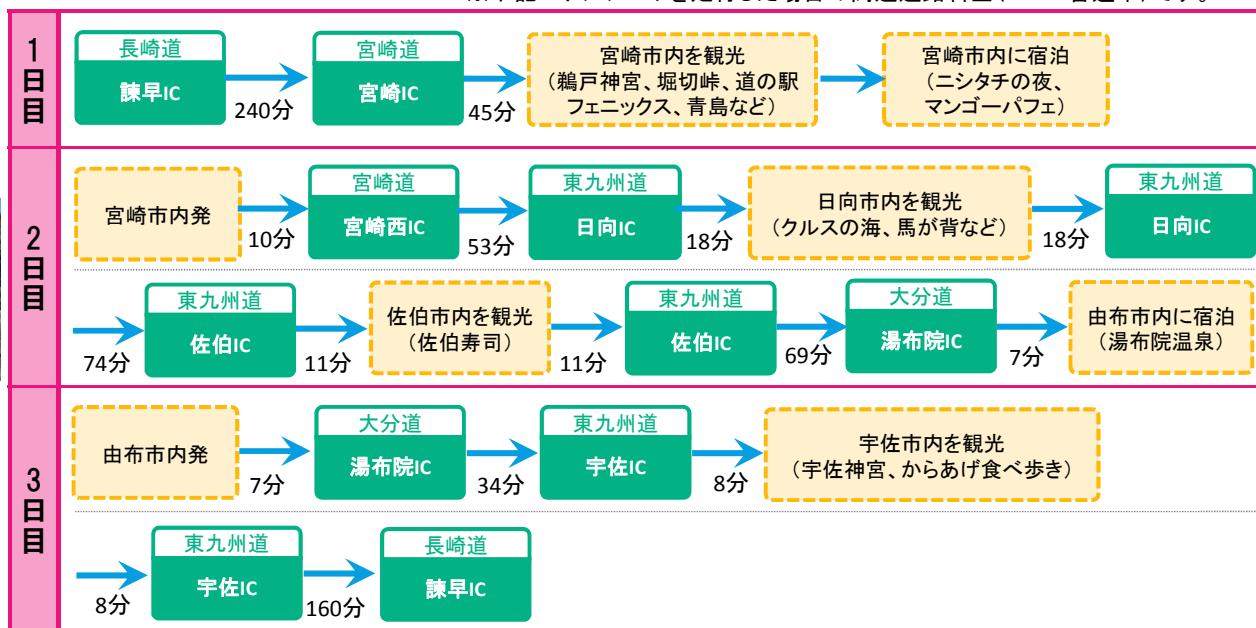 1日目
長崎道
諫早IC
240分
宮崎道
宮崎IC
45分
宮崎市内を観光
(鵜戸神宮、堀切峠、道の駅
フェニックス、青島など)
宮崎市内に宿泊
(ニシタチの夜、
マンゴーパフェ)
2日目
宮崎市内発
10分
宮崎道
宮崎西IC
53分
東九州道
日向IC
18分
日向市内を観光
(クルスの海、馬が背など)
18分
東九州道
日向IC
74分
東九州道
佐伯IC
11分
佐伯市内を観光
(佐伯寿司)
11分
東九州道
佐伯IC
69分
大分道
湯布院IC
7分
由布市内に宿泊
(湯布院温泉)
3日目
由布市内発
7分
大分道
湯布院IC
34分
東九州道
宇佐IC
8分
宇佐市内を観光
(宇佐神宮、からあげ食べ歩き)
8分
東九州道
宇佐IC
160分
長崎道
諫早IC